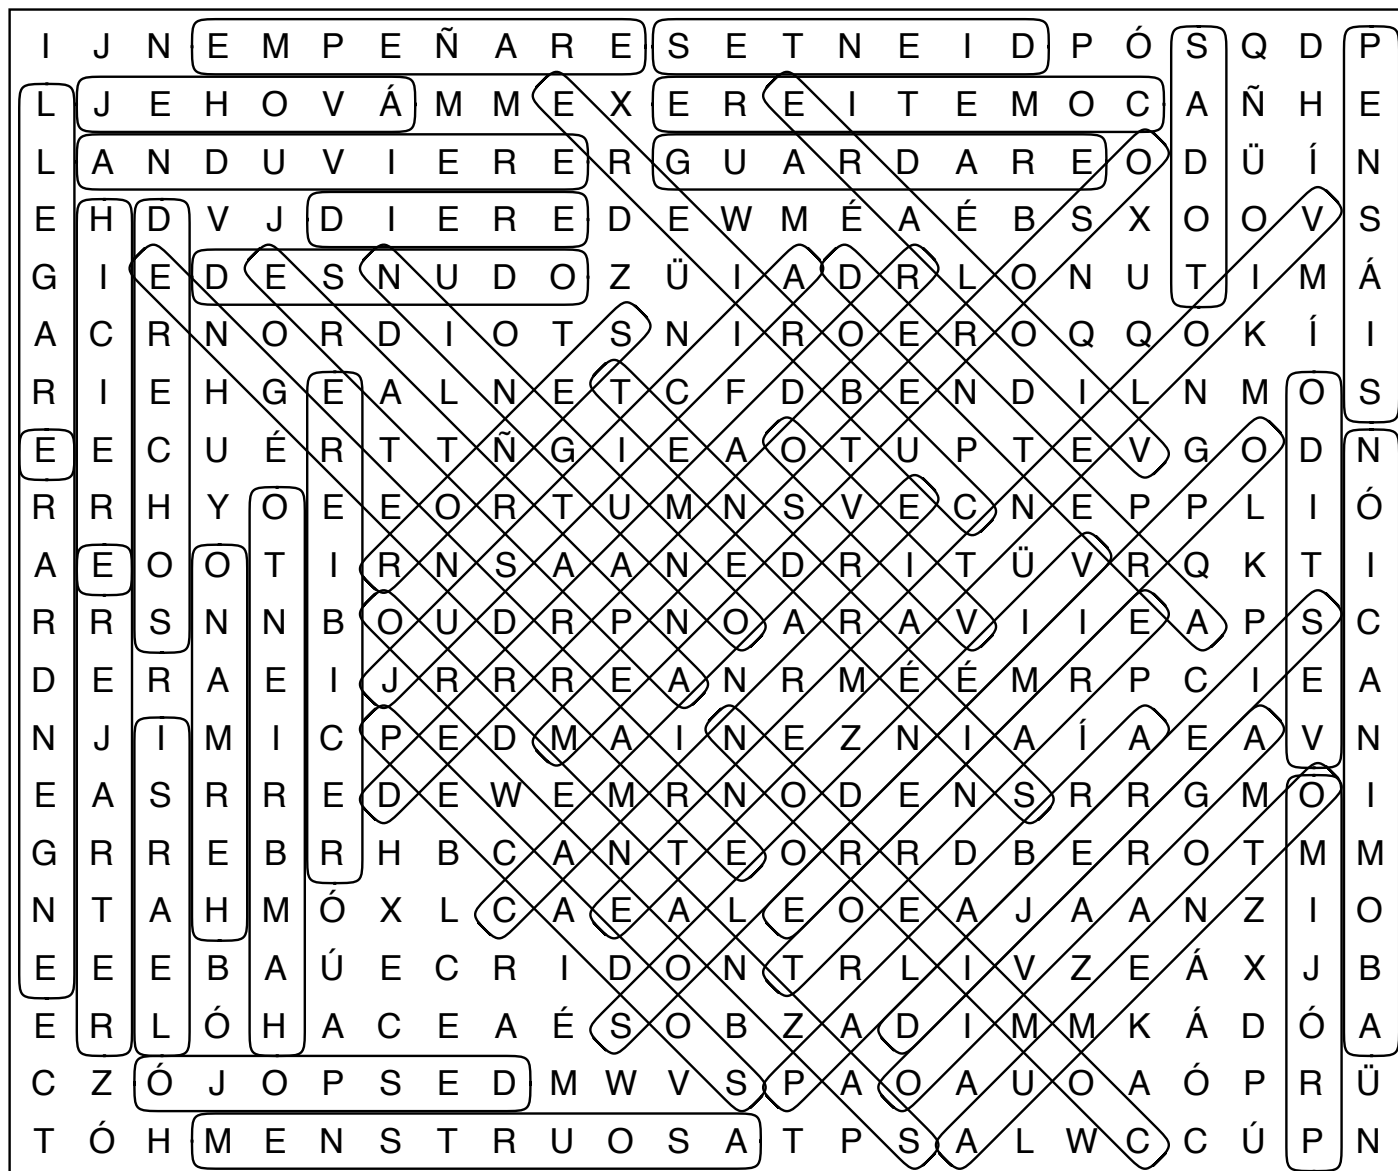 I J N E M P E Ñ A R E S E T N E I D P Ó S Q D P
L J E H O V Á M M E X E R E I T E M O C A Ñ H E
L A N D U V I E R E R G U A R D A R E O D Ü Í N
E H D V J D I E R E D E W M É A É B S X O O V S
G I E D E S N U D O Z Ü I A D R L O N U T I M Á
A C R N O R D I O T S N I R O E R O Q Q O K Í I
R I E H G E A L N E T C F D B E N D I L N M O S
E E C U É R T T Ñ G I E A O T U P T E V G O D N
R R H Y O E E O R T U M N S V E C N E P P L I Ó
A E O O T I R N S A A N E D R I T Ü V R Q K T I
R R S N N B O U D R P N O A R A V I I E A P S C
D E R A E I J R R R E A N R M É É M R P C I E A
N J I M I C P E D M A I N E Z N I A Í A E A V N
E A S R R E D E W E M R N O D E N S R R G M O I
G R R E B R H B C A N T E O R R D B E R O T M M
N T A H M Ó X L C A E A L E O E A J A A N Z I O
E E E B A Ú E C R I D O N T R L I V Z E Á X J B
E R L Ó H A C E A É S O B Z A D I M M K Á D Ó A
C Z Ó J O P S E D M W V S P A O A U O A Ó P R Ü
T Ó H M E N S T R U O S A T P S A L W C C Ú P N